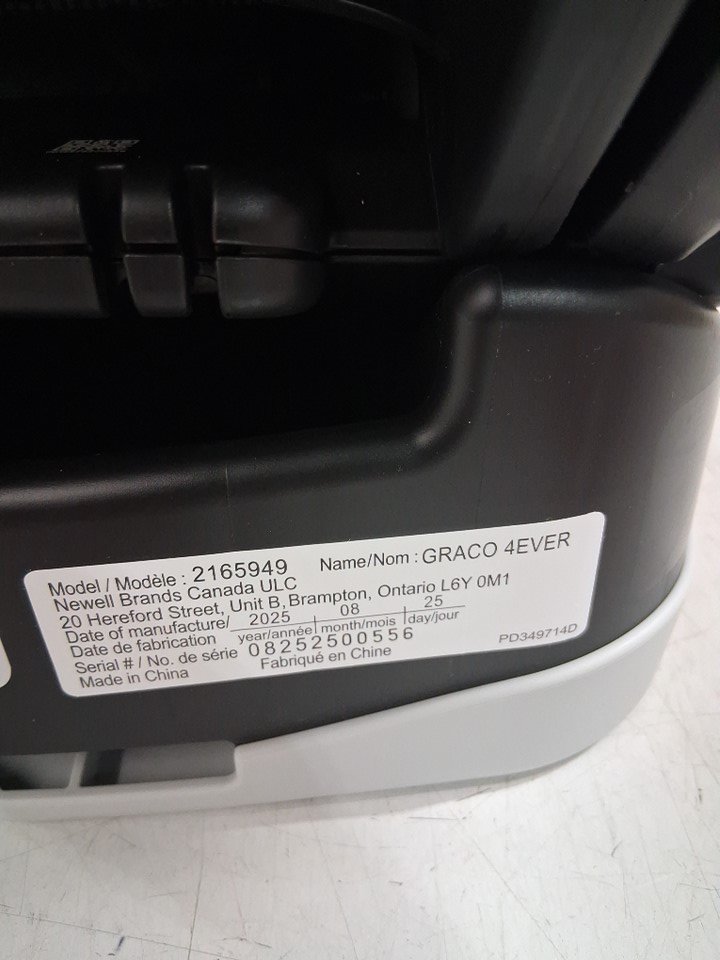 Model / Modèle : 2165949 Name/Nom : GRACO 4EVER
Newell Brands Canada ULC
20 Hereford Street, Unit B, Brampton, Ontario L6Y 0M1
Date of manufacture/ 2025 08 25
Date de fabrication year/année month/mois day/jour
Serial # / No. de série 08252500556
Made in China Fabriqué en Chine PD349714D